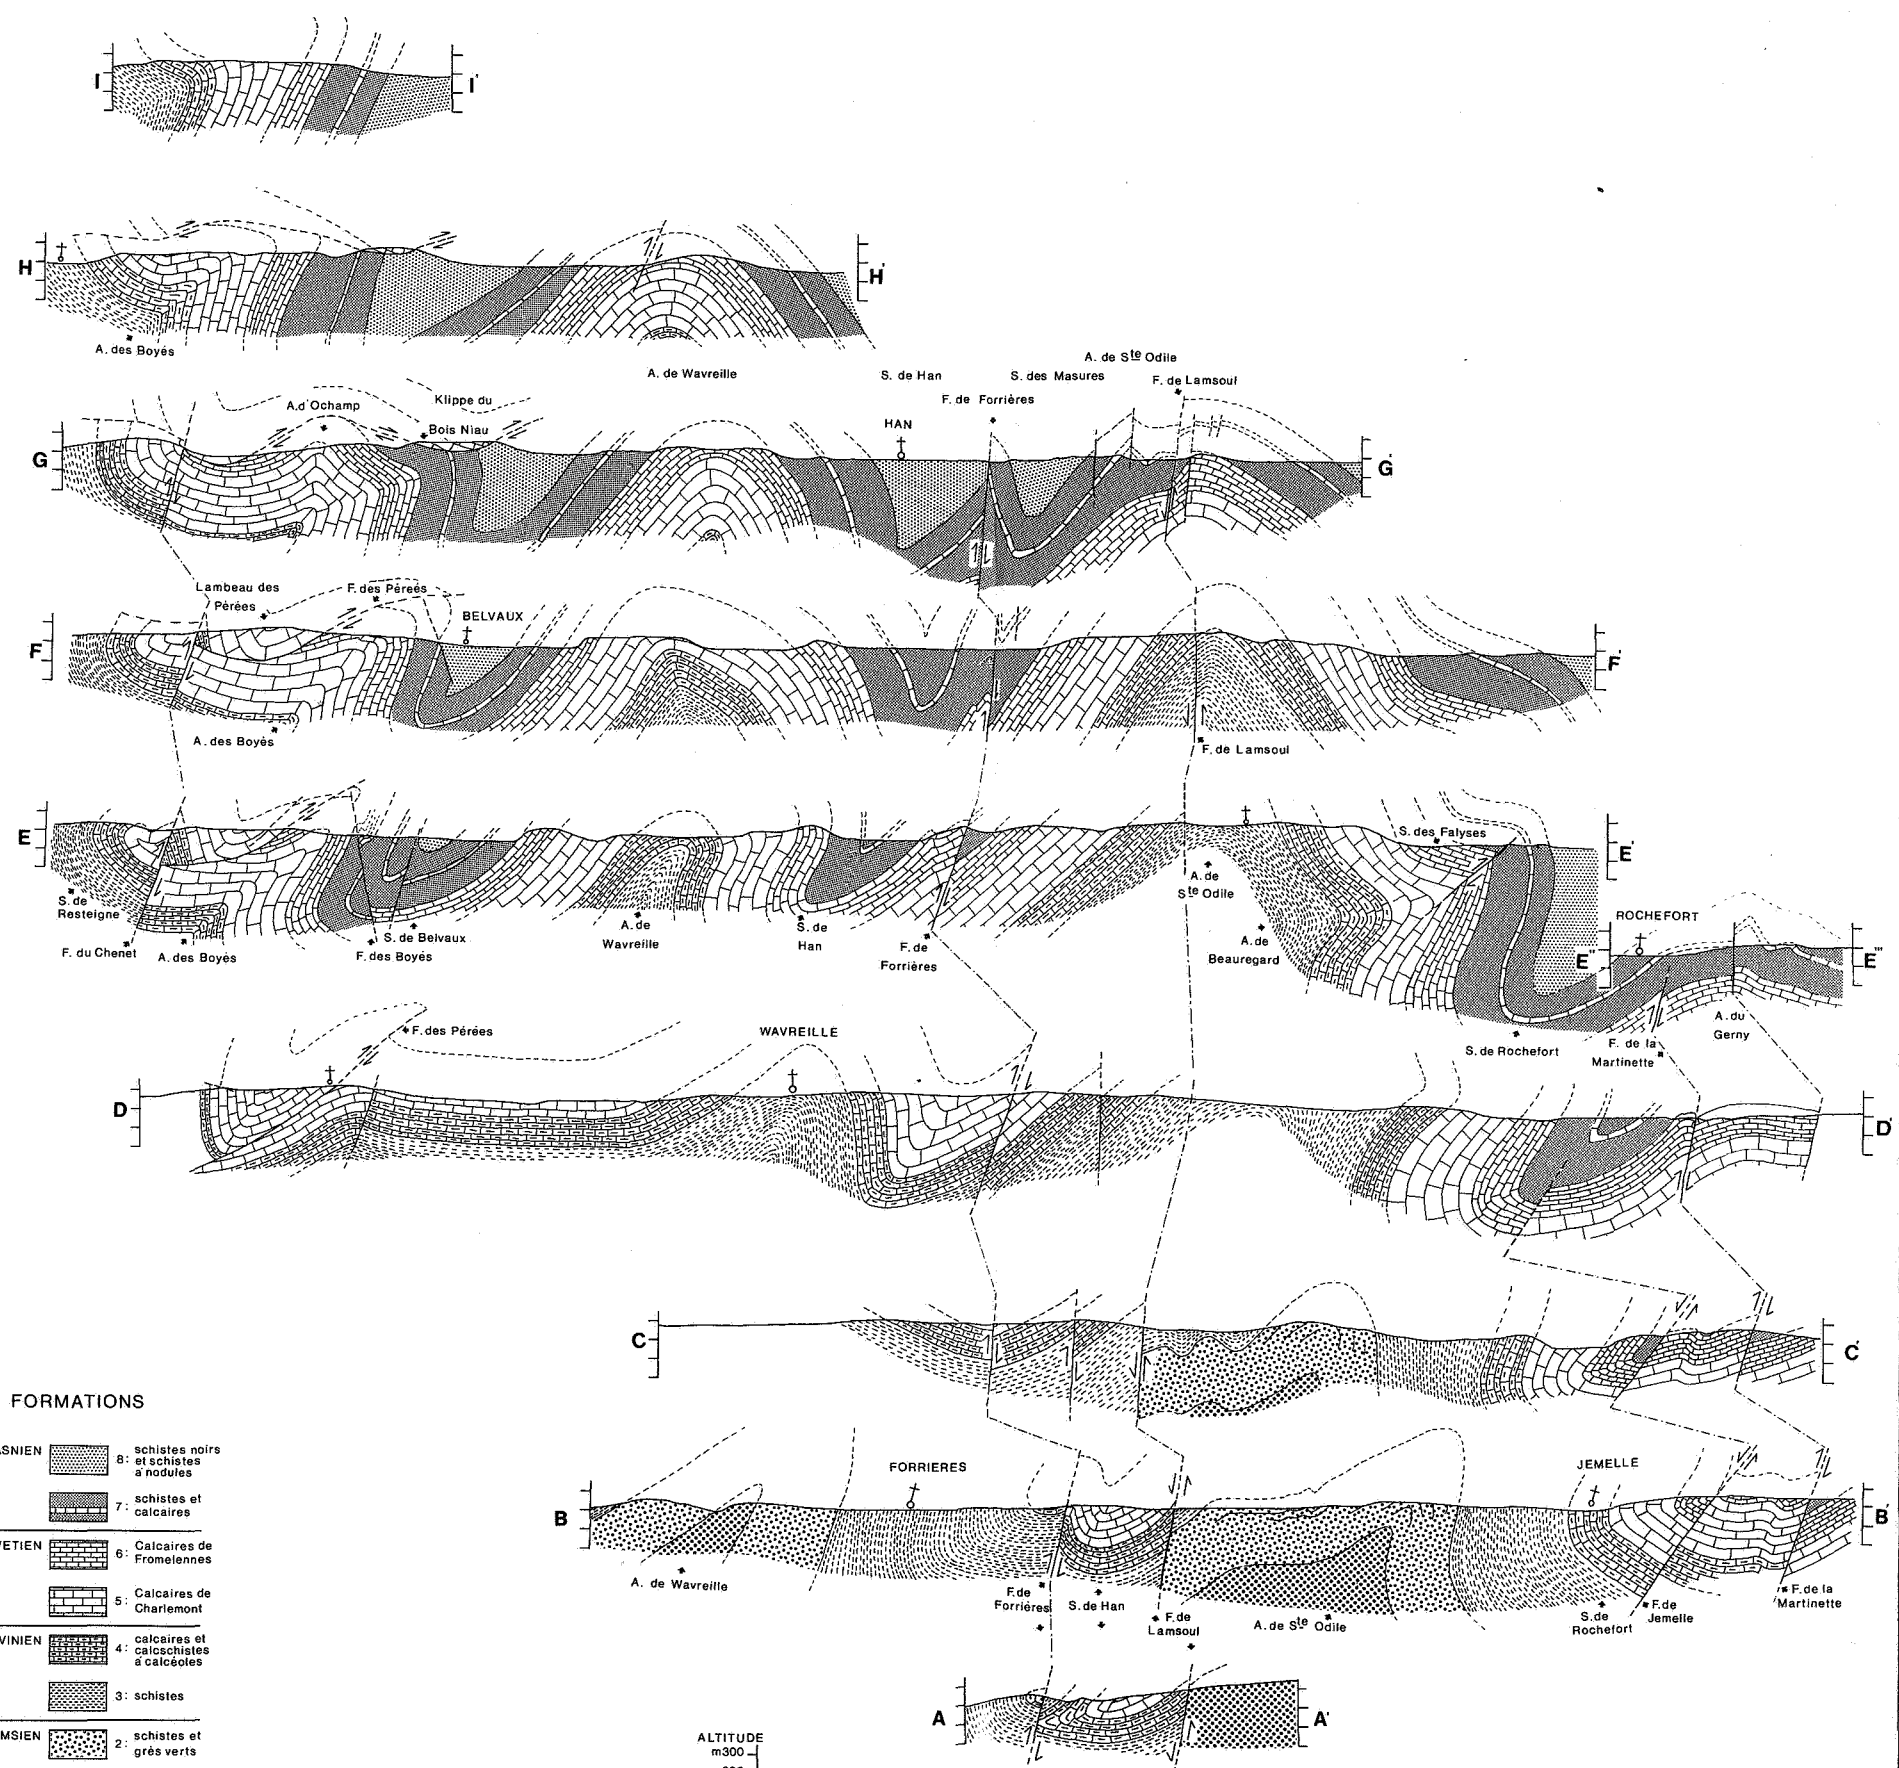 I
I'
H
H'
A. des Boyés
A. de Wavreille
S. de Han
S. des Masures
A. de Ste Odile
F. de Lamsoul
F. de Forrières
A.d'Ochamp
Klippe du
Bois Niau
HAN
G
G'
Lambeau des
Pérées
F. des Pérées
BELVAUX
F
F'
A. des Boyès
F. de Lamsoul
E
E'
S. des Falyses
S. de
Resteigne
F. du Chenet
A. des Boyès
F. des Boyés
S. de Belvaux
A. de
Wavreille
S. de
Han
F. de
Forrières
A. de
Ste Odile
A. de
Beauregard
ROCHEFORT
E''
E'''
S. de Rochefort
F. de la
Martinette
A. du
Gerny
F. des Pérées
WAVREILLE
D
D'
C
C'
FORRIERES
JEMELLE
B
B'
A. de Wavreille
F. de
Forriéres
S. de Han
F. de
Lamsoul
A. de Ste Odile
S. de
Rochefort
F. de
Jemelle
F. de la
Martinette
A
A'
FORMATIONS
ASNIEN
8: schistes noirs
et schistes
à nodules
7: schistes et
calcaires
VETIEN
6: Calcaires de
Fromelennes
5: Calcaires de
Charlemont
VINIEN
4: calcaires et
calcschistes
à calcéoles
3: schistes
MSIEN
2: schistes et
grès verts
ALTITUDE
m300